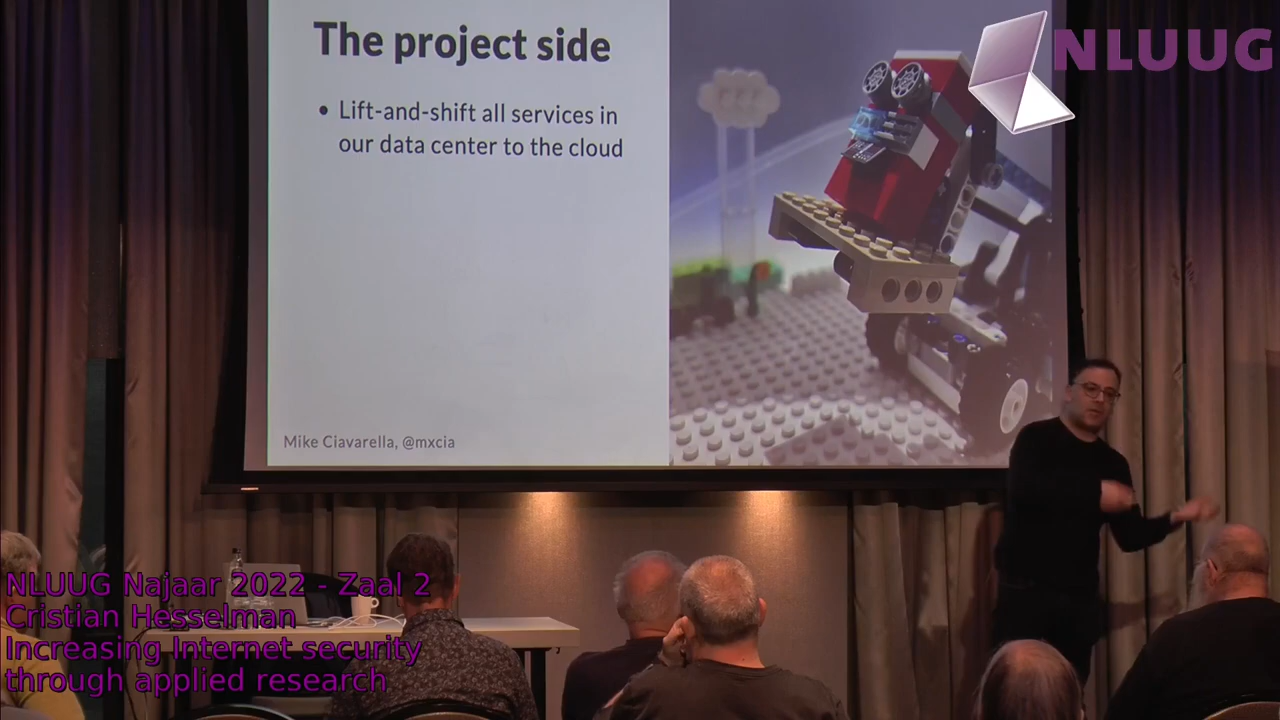 The project side
• Lift-and-shift all services in
our data center to the cloud
Mike Ciavarella, @mxcia
NLUUG
NLUUG Najaar 2022 - Zaal 2
Cristian Hesselman
Increasing Internet security
through applied research